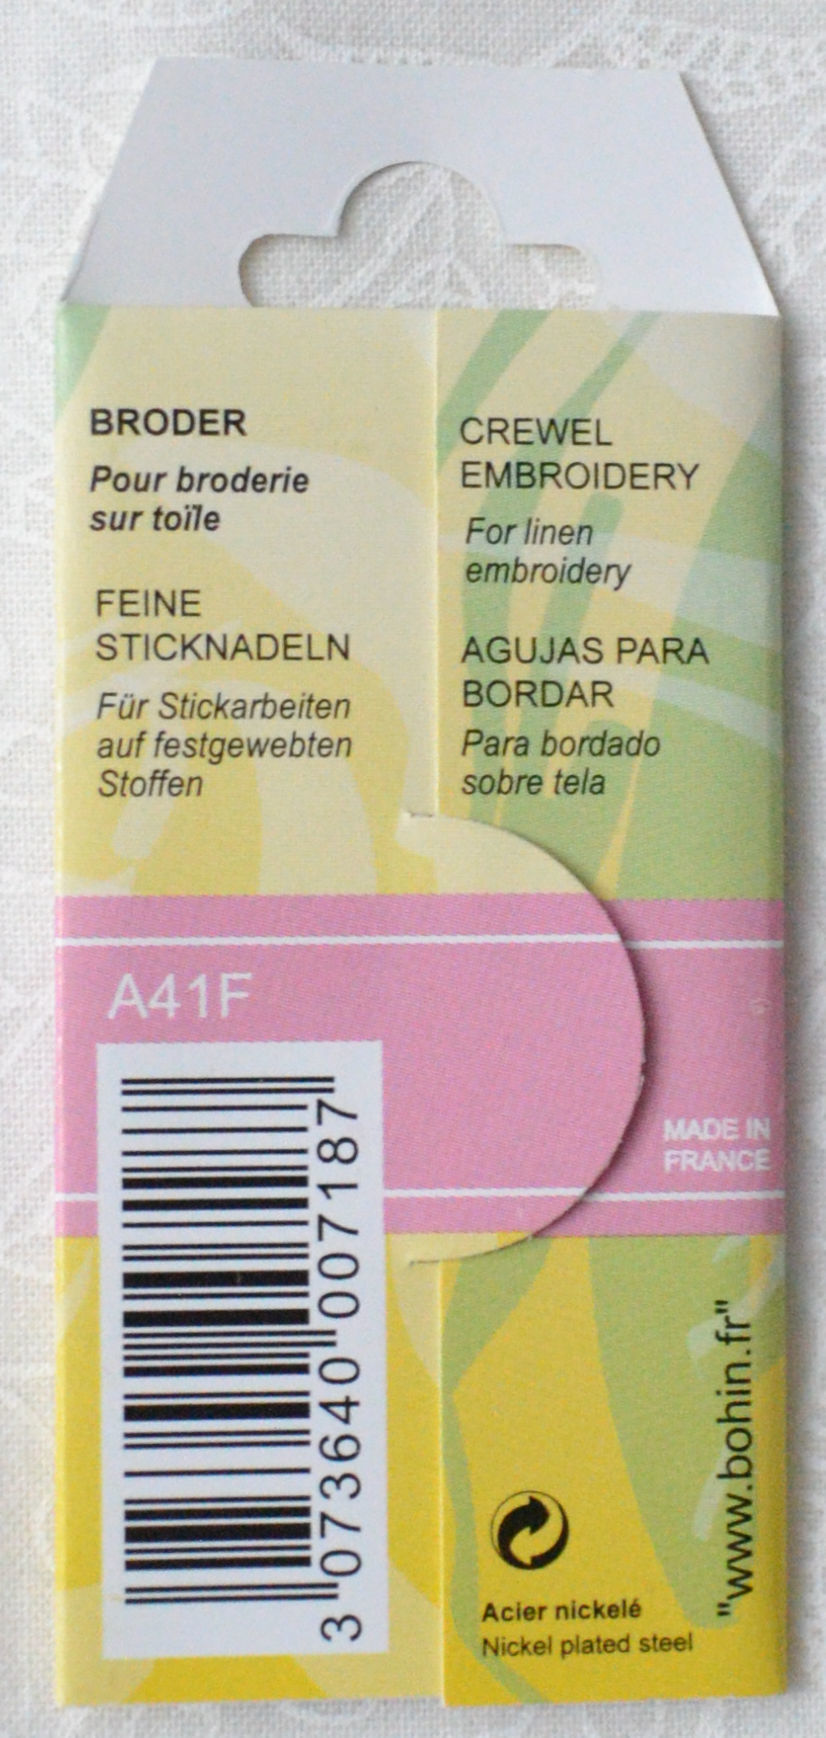 BRODER
Pour broderie
sur toïle
FEINE
STICKNADELN
Für Stickarbeiten
auf festgewebten
Stoffen
CREWEL
EMBROIDERY
For linen
embroidery
AGUJAS PARA
BORDAR
Para bordado
sobre tela
A41F
MADE IN
FRANCE
3 073640 007187
"www.bohin.fr"
Acier nickelé
Nickel plated steel